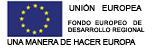 UNIÓN EUROPEA
FONDO EUROPEO DE
DESARROLLO REGIONAL
UNA MANERA DE HACER EUROPA